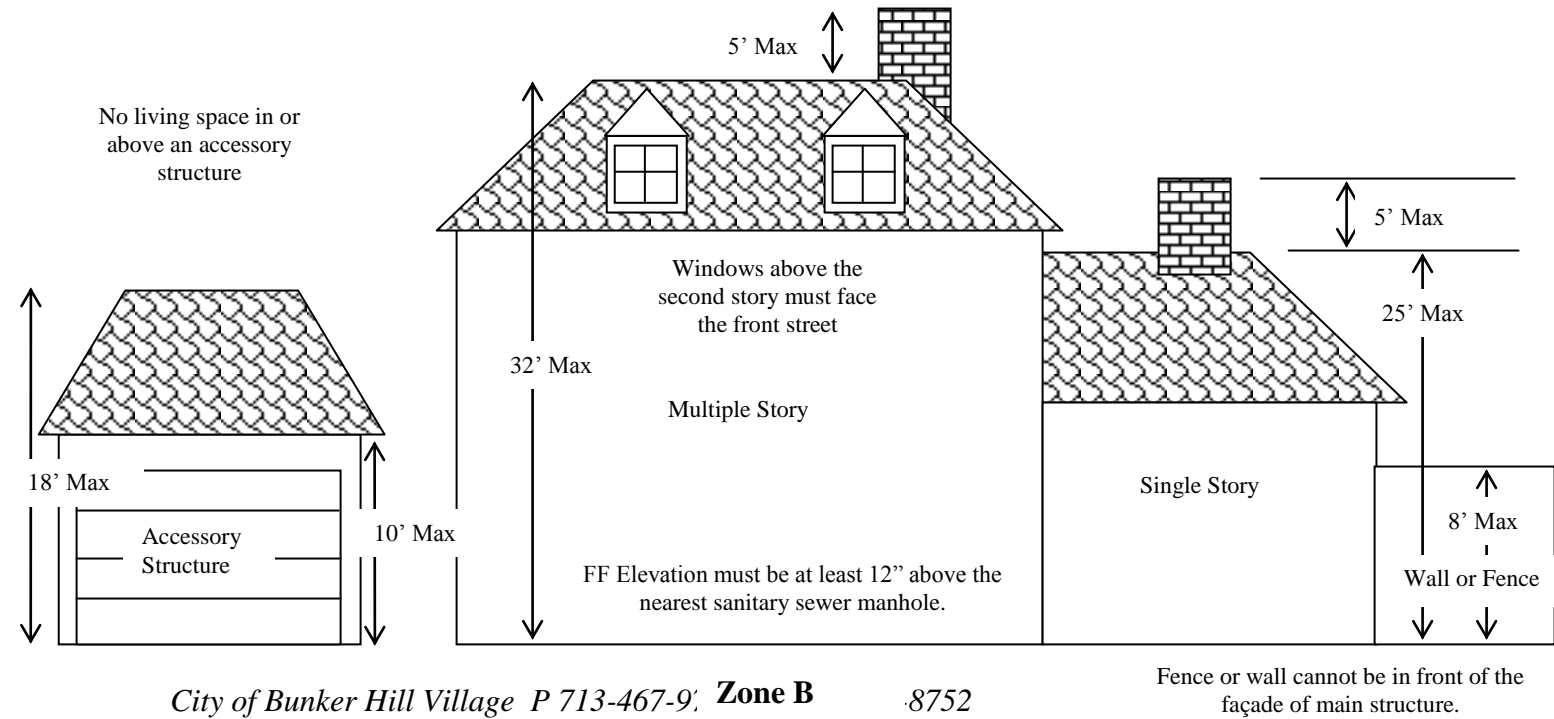 5’ Max
No living space in or
above an accessory
structure
5’ Max
Windows above the
second story must face
the front street
25’ Max
32’ Max
Multiple Story
18’ Max
Single Story
10’ Max
8’ Max
Accessory
Structure
FF Elevation must be at least 12” above the
nearest sanitary sewer manhole.
Wall or Fence
Fence or wall cannot be in front of the
façade of main structure.
City of Bunker Hill Village P 713-467-97 Zone B -8752